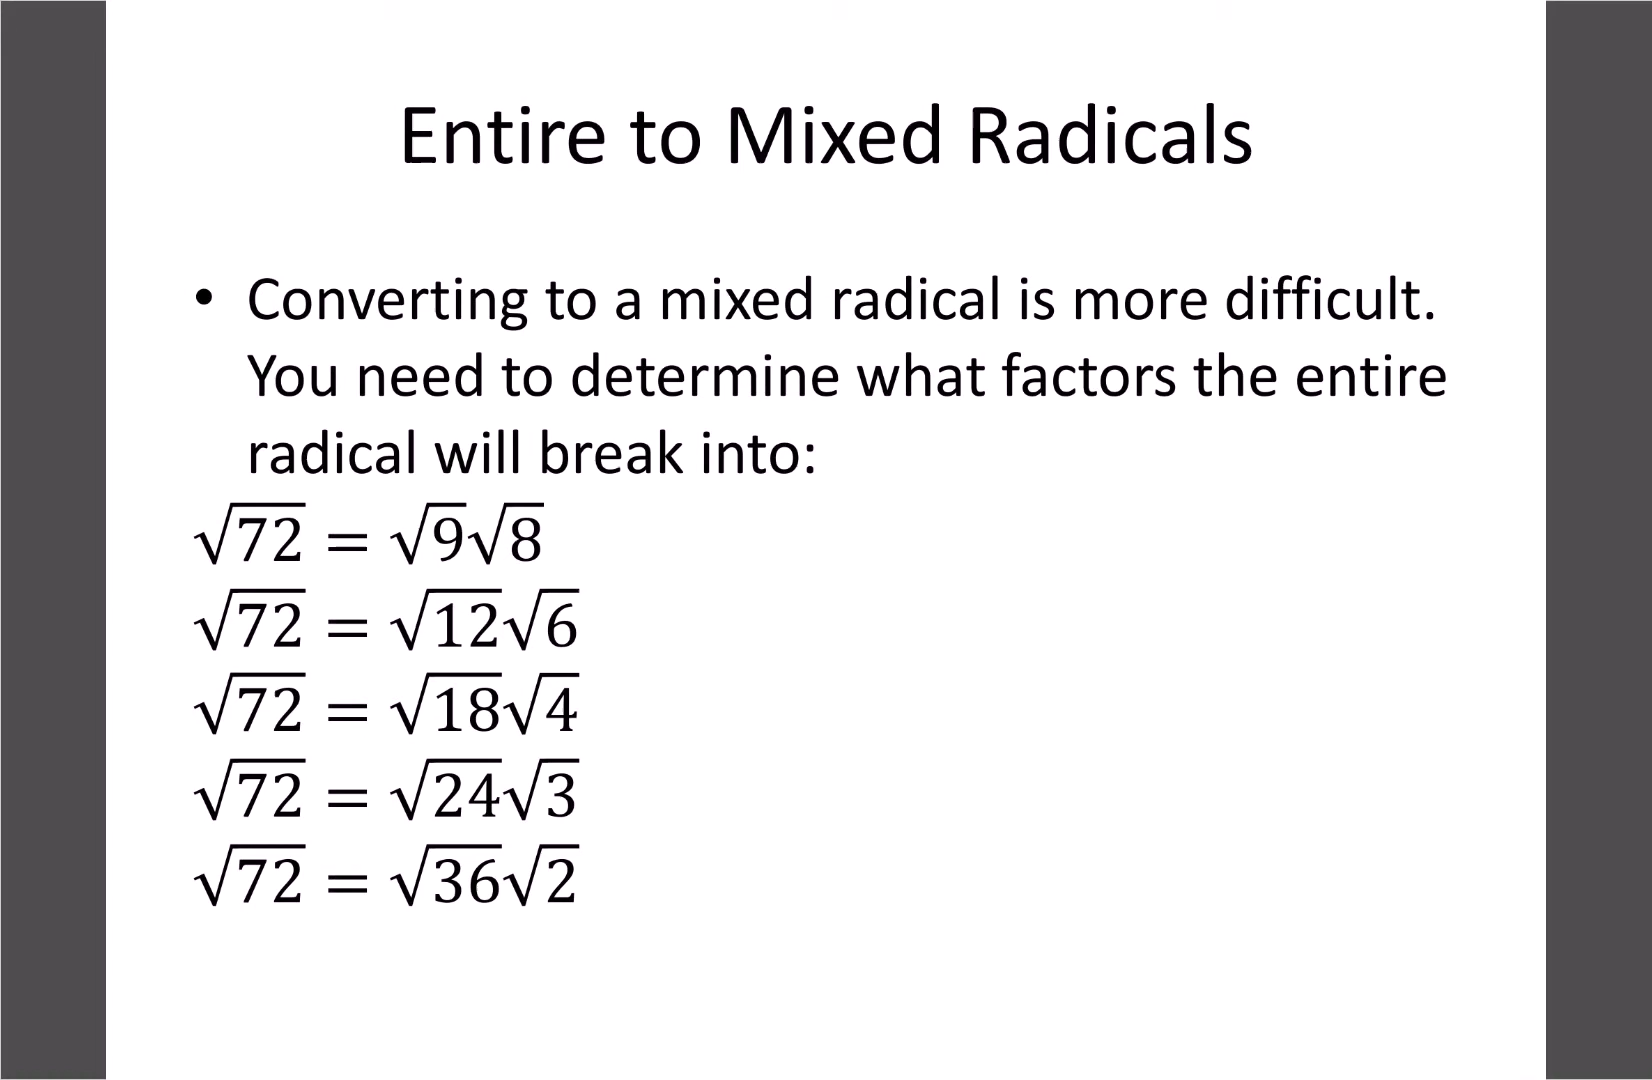 Entire to Mixed Radicals
• Converting to a mixed radical is more difficult.
You need to determine what factors the entire
radical will break into:
√72 = √9√8
√72 = √12√6
√72 = √18√4
√72 = √24√3
√72 = √36√2